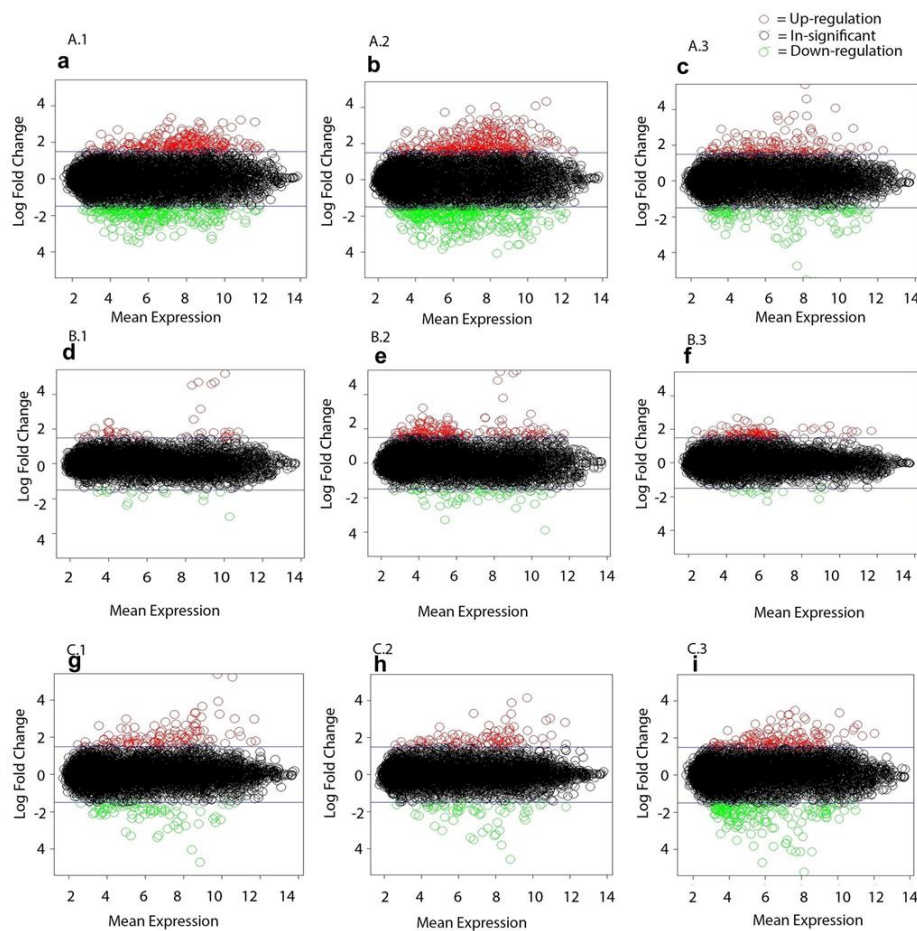 ○ = Up-regulation
○ = In-significant
○ = Down-regulation
A.1
a
A.2
b
A.3
c
4
2
0
-2
4
Log Fold Change
2 4 6 8 10 12 14
Mean Expression
4
2
0
-2
4
Log Fold Change
2 4 6 8 10 12 14
Mean Expression
4
2
0
-2
4
Log Fold Change
2 4 6 8 10 12 14
Mean Expression
B.1
d
B.2
e
B.3
f
4
2
0
-2
4
Log Fold Change
2 4 6 8 10 12 14
Mean Expression
4
2
0
-2
4
Log Fold Change
2 4 6 8 10 12 14
Mean Expression
4
2
0
-2
4
Log Fold Change
2 4 6 8 10 12 14
Mean Expression
C.1
g
C.2
h
C.3
i
4
2
0
-2
4
Log Fold Change
2 4 6 8 10 12 14
Mean Expression
4
2
0
-2
4
Log Fold Change
2 4 6 8 10 12 14
Mean Expression
4
2
0
-2
4
Log Fold Change
2 4 6 8 10 12 14
Mean Expression